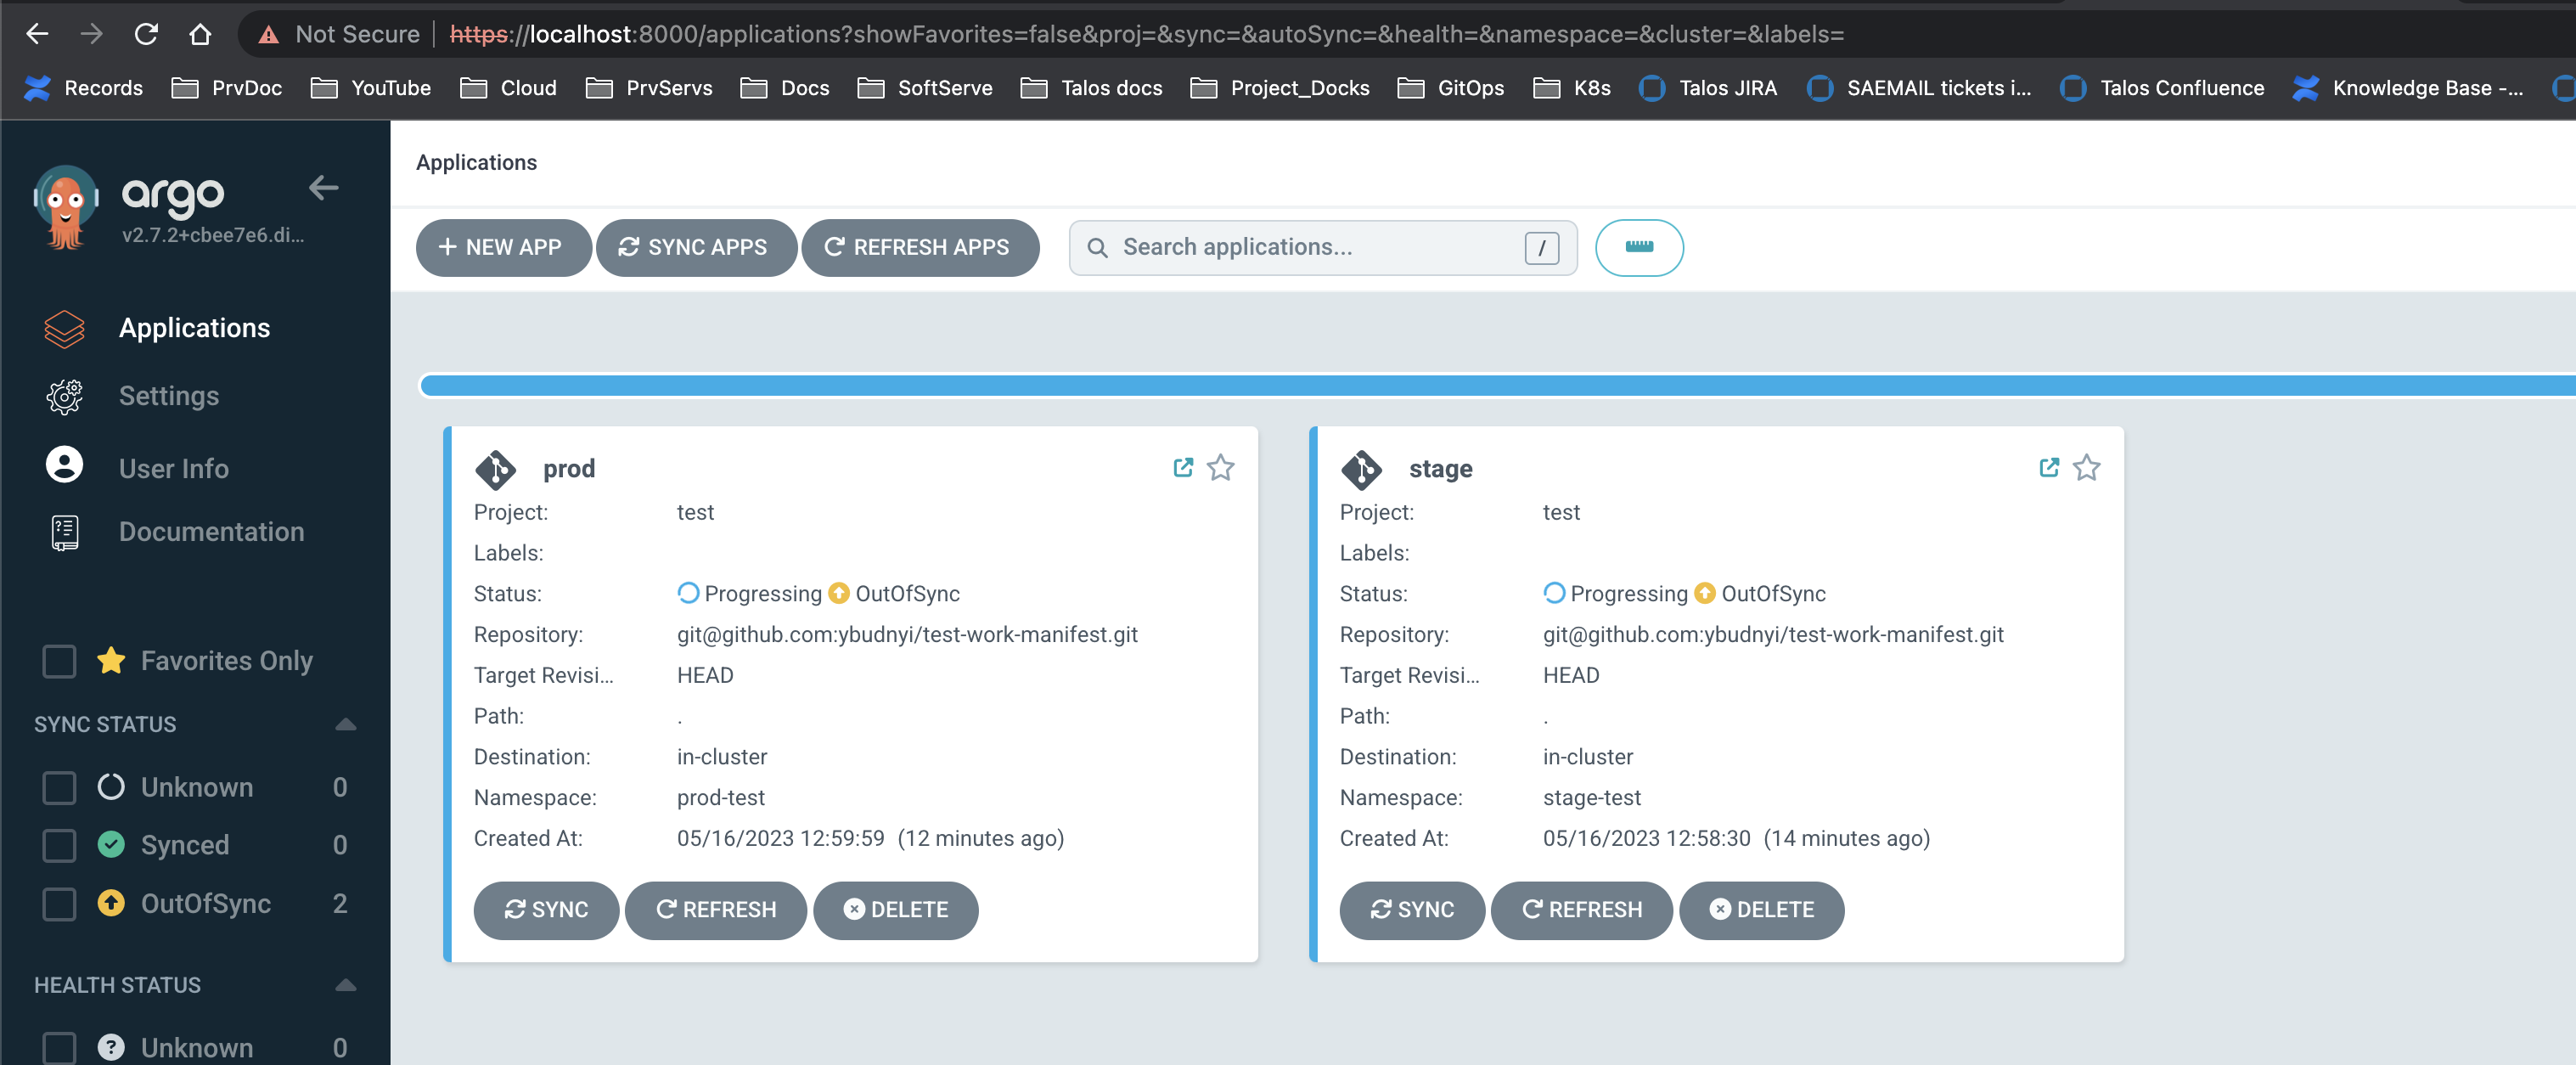 Not Secure https://localhost:8000/applications?showFavorites=false&proj=&sync=&autoSync=&health=&namespace=&cluster=&labels=
Records PrvDoc YouTube Cloud PrvServs Docs SoftServe Talos docs Project_Docks GitOps K8s Talos JIRA SAEMAIL tickets i... Talos Confluence Knowledge Base -...
argo
v2.7.2+cbee7e6.di...
Applications
Settings
User Info
Documentation
Favorites Only
SYNC STATUS
Unknown 0
Synced 0
OutOfSync 2
HEALTH STATUS
Unknown 0
Applications
+ NEW APP SYNC APPS REFRESH APPS Search applications... /
prod
Project: test
Labels:
Status: Progressing OutOfSync
Repository: git@github.com:ybudnyi/test-work-manifest.git
Target Revisi... HEAD
Path: .
Destination: in-cluster
Namespace: prod-test
Created At: 05/16/2023 12:59:59 (12 minutes ago)
SYNC REFRESH DELETE
stage
Project: test
Labels:
Status: Progressing OutOfSync
Repository: git@github.com:ybudnyi/test-work-manifest.git
Target Revisi... HEAD
Path: .
Destination: in-cluster
Namespace: stage-test
Created At: 05/16/2023 12:58:30 (14 minutes ago)
SYNC REFRESH DELETE